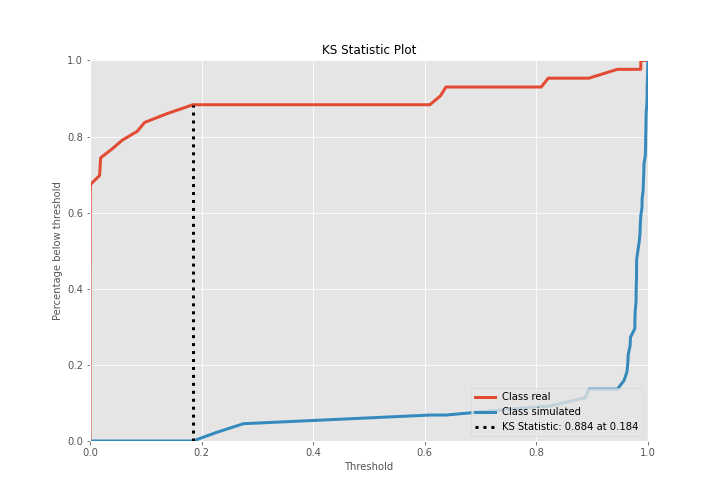 KS Statistic Plot
1.0
0.8
0.6
0.4
0.2
0.0
Percentage below threshold
0.0 0.2 0.4 0.6 0.8 1.0
Threshold
Class real
Class simulated
KS Statistic: 0.884 at 0.184